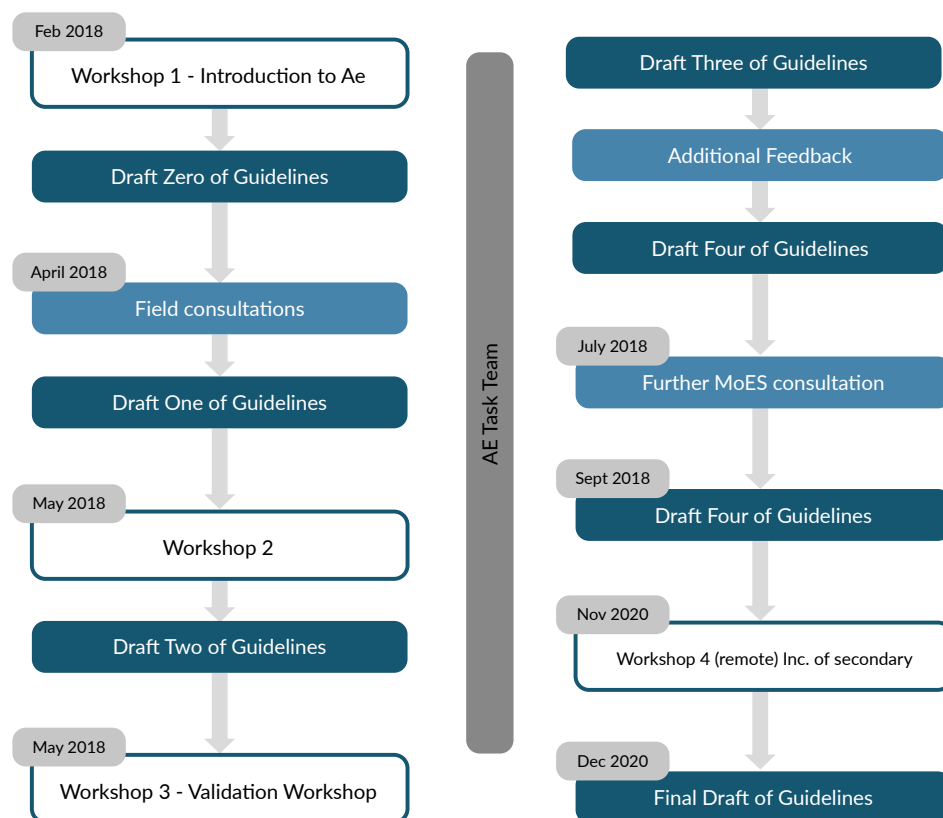 Feb 2018
Workshop 1 - Introduction to Ae
Draft Zero of Guidelines
April 2018
Field consultations
Draft One of Guidelines
May 2018
Workshop 2
Draft Two of Guidelines
May 2018
Workshop 3 - Validation Workshop
AE Task Team
Draft Three of Guidelines
Additional Feedback
Draft Four of Guidelines
July 2018
Further MoES consultation
Sept 2018
Draft Four of Guidelines
Nov 2020
Workshop 4 (remote) Inc. of secondary
Dec 2020
Final Draft of Guidelines